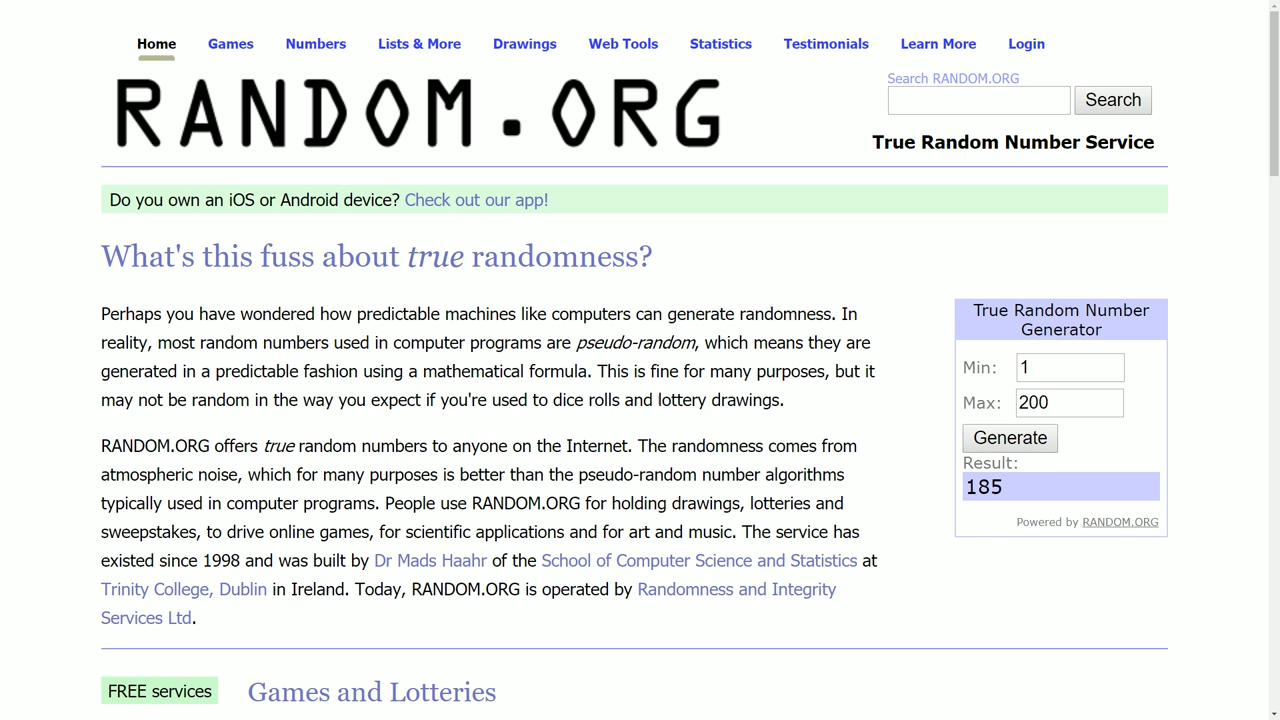 Home Games Numbers Lists & More Drawings Web Tools Statistics Testimonials Learn More Login
RANDOM.ORG
Search RANDOM.ORG
Search
True Random Number Service
Do you own an iOS or Android device? Check out our app!
What's this fuss about true randomness?
Perhaps you have wondered how predictable machines like computers can generate randomness. In
reality, most random numbers used in computer programs are pseudo-random, which means they are
generated in a predictable fashion using a mathematical formula. This is fine for many purposes, but it
may not be random in the way you expect if you're used to dice rolls and lottery drawings.
RANDOM.ORG offers true random numbers to anyone on the Internet. The randomness comes from
atmospheric noise, which for many purposes is better than the pseudo-random number algorithms
typically used in computer programs. People use RANDOM.ORG for holding drawings, lotteries and
sweepstakes, to drive online games, for scientific applications and for art and music. The service has
existed since 1998 and was built by Dr Mads Haahr of the School of Computer Science and Statistics at
Trinity College, Dublin in Ireland. Today, RANDOM.ORG is operated by Randomness and Integrity
Services Ltd.
True Random Number
Generator
Min: 1
Max: 200
Generate
Result:
185
Powered by RANDOM.ORG
FREE services
Games and Lotteries